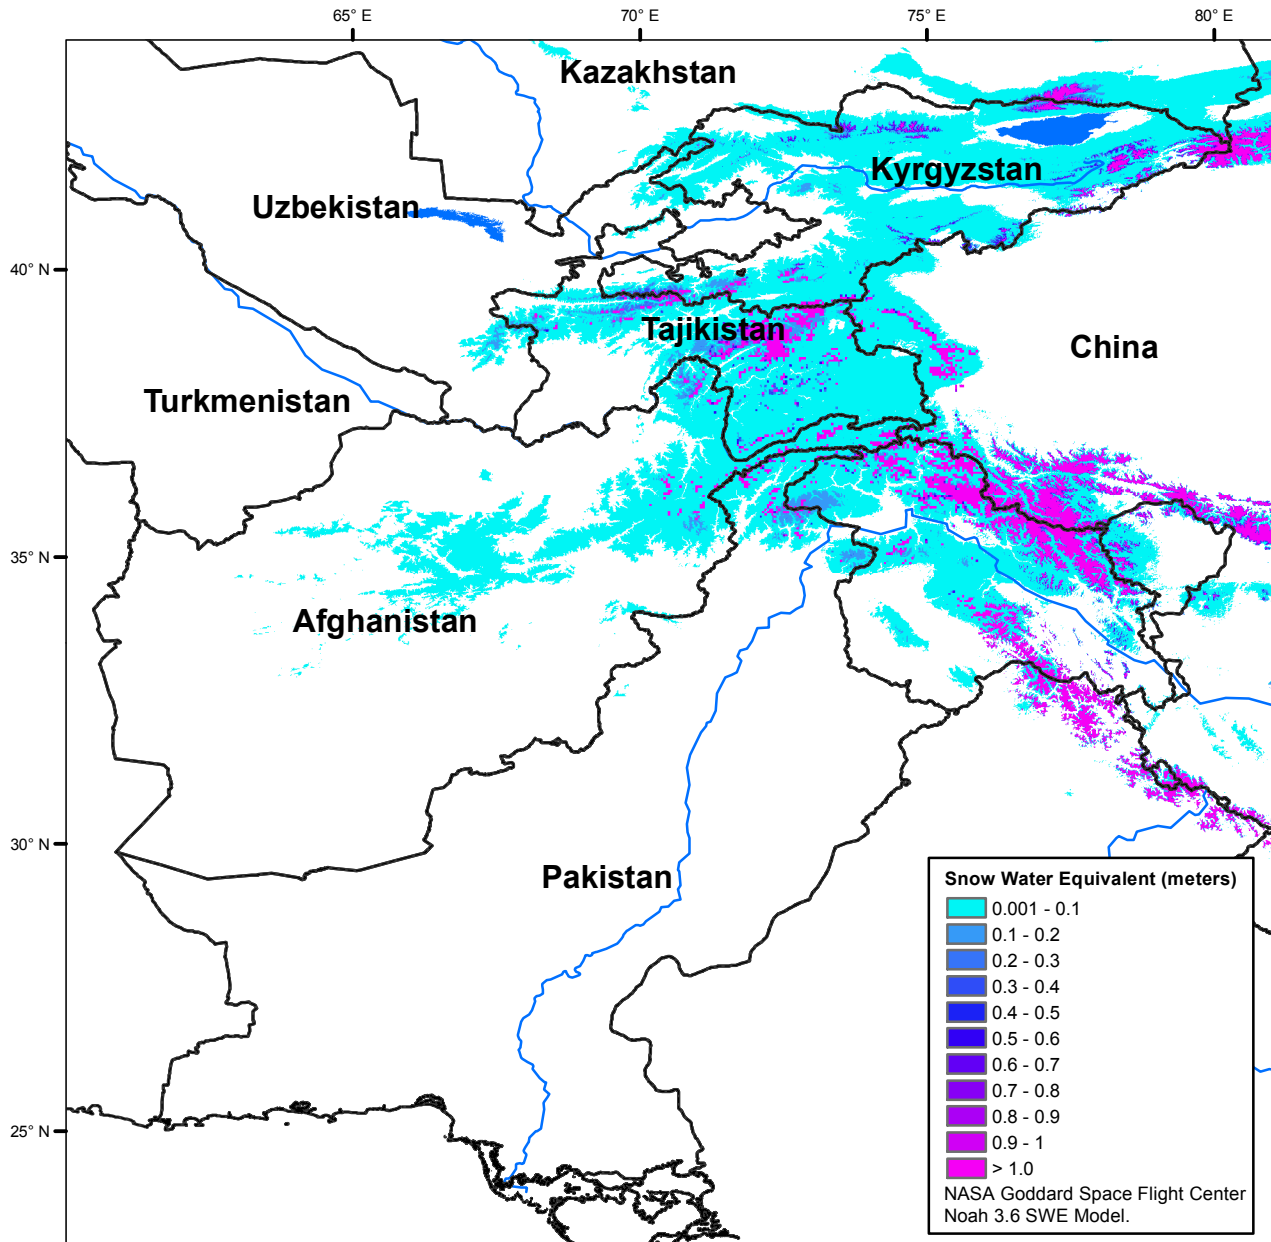 65° E
70° E
75° E
80° E
Kazakhstan
Kyrgyzstan
Uzbekistan
40° N
Tajikistan
China
Turkmenistan
35° N
Afghanistan
30° N
Pakistan
25° N
Snow Water Equivalent (meters)
0.001 - 0.1
0.1 - 0.2
0.2 - 0.3
0.3 - 0.4
0.4 - 0.5
0.5 - 0.6
0.6 - 0.7
0.7 - 0.8
0.8 - 0.9
0.9 - 1
> 1.0
NASA Goddard Space Flight Center
Noah 3.6 SWE Model.